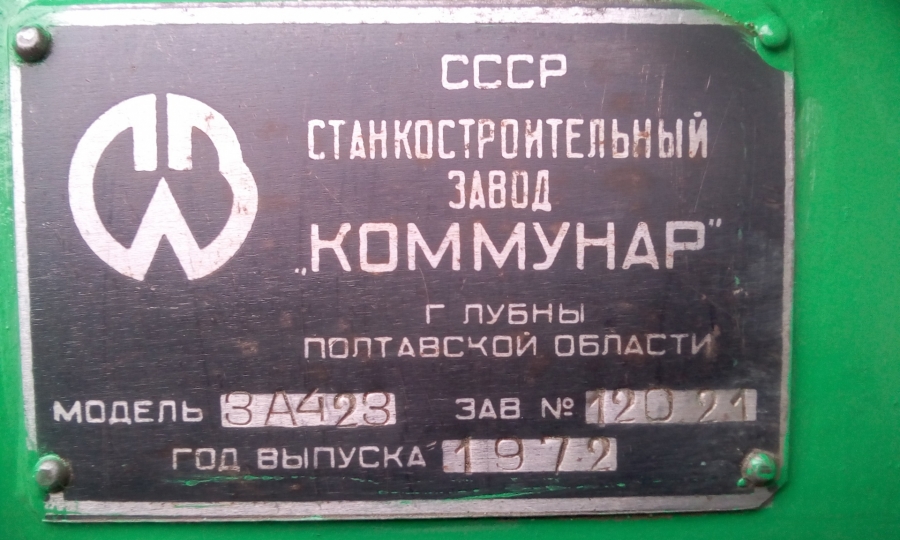 СССР
СТАНКОСТРОИТЕЛЬНЫЙ
ЗАВОД
„КОММУНАР"
Г ЛУБНЫ
ПОЛТАВСКОЙ ОБЛАСТИ
МОДЕЛЬ 3А423 ЗАВ № 12021
ГОД ВЫПУСКА 1972